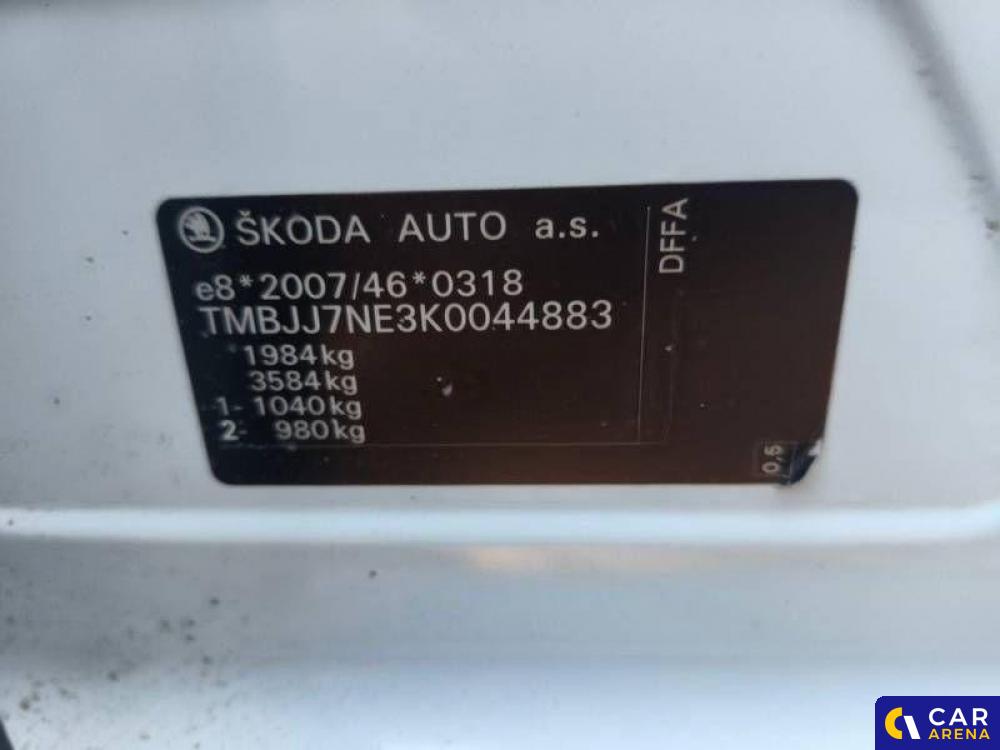 ŠKODA AUTO a.s.
e8*2007/46*0318
TMBJJ7NE3K0044883
1984kg
3584kg
1- 1040kg
2- 980kg
DFFA
0,5
CAR
ARENA